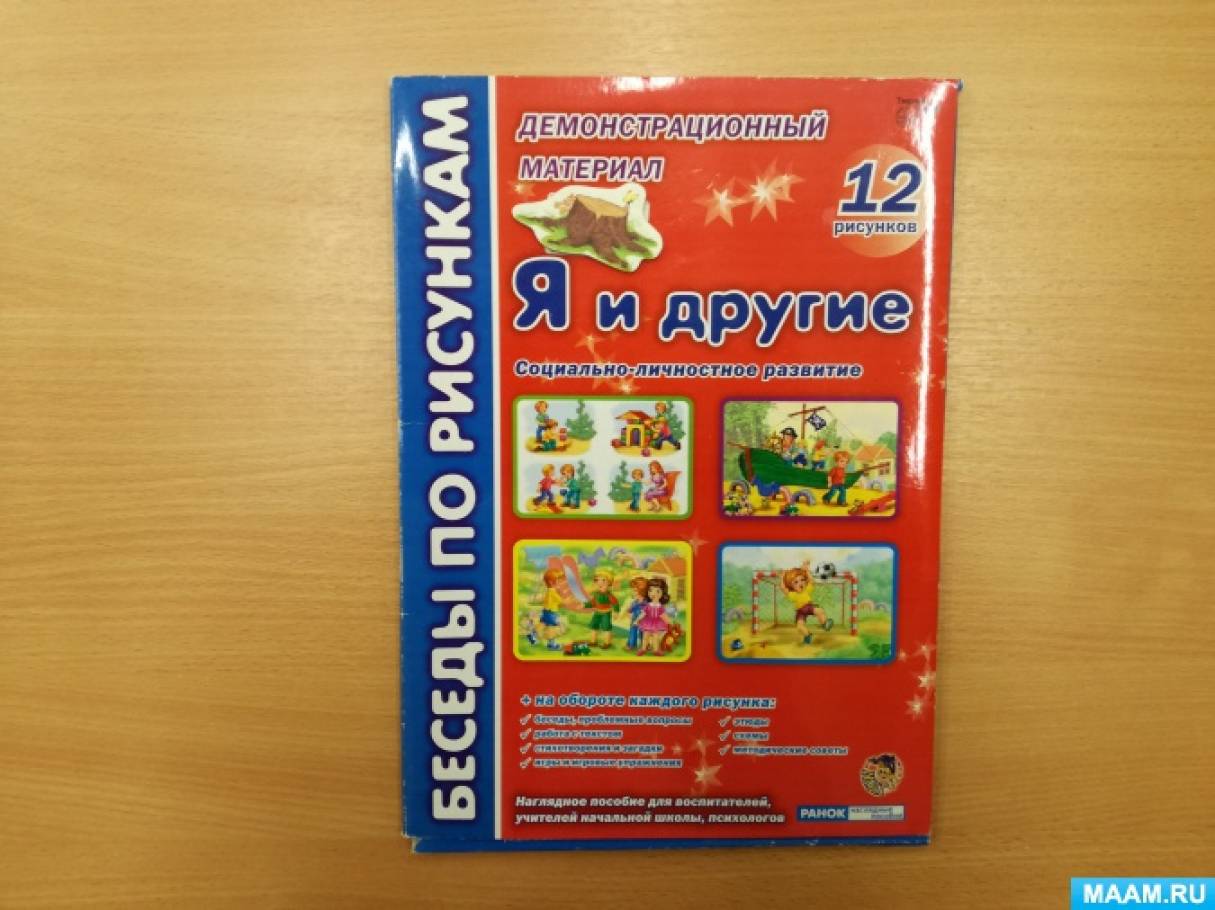 БЕСЕДЫ ПО РИСУНКАМ
ДЕМОНСТРАЦИОННЫЙ
МАТЕРИАЛ
12
рисунков
Я и другие
Социально-личностное развитие
+ на обороте каждого рисунка:
✓ беседы, проблемные вопросы
✓ работа с текстом
✓ стихотворения и загадки
✓ игры и игровые упражнения
✓ этюды
✓ схемы
✓ методические советы
Наглядное пособие для воспитателей,
учителей начальной школы, психологов
РАНОК
НАГЛЯДНЫЕ
ПОСОБИЯ
MAAM.RU